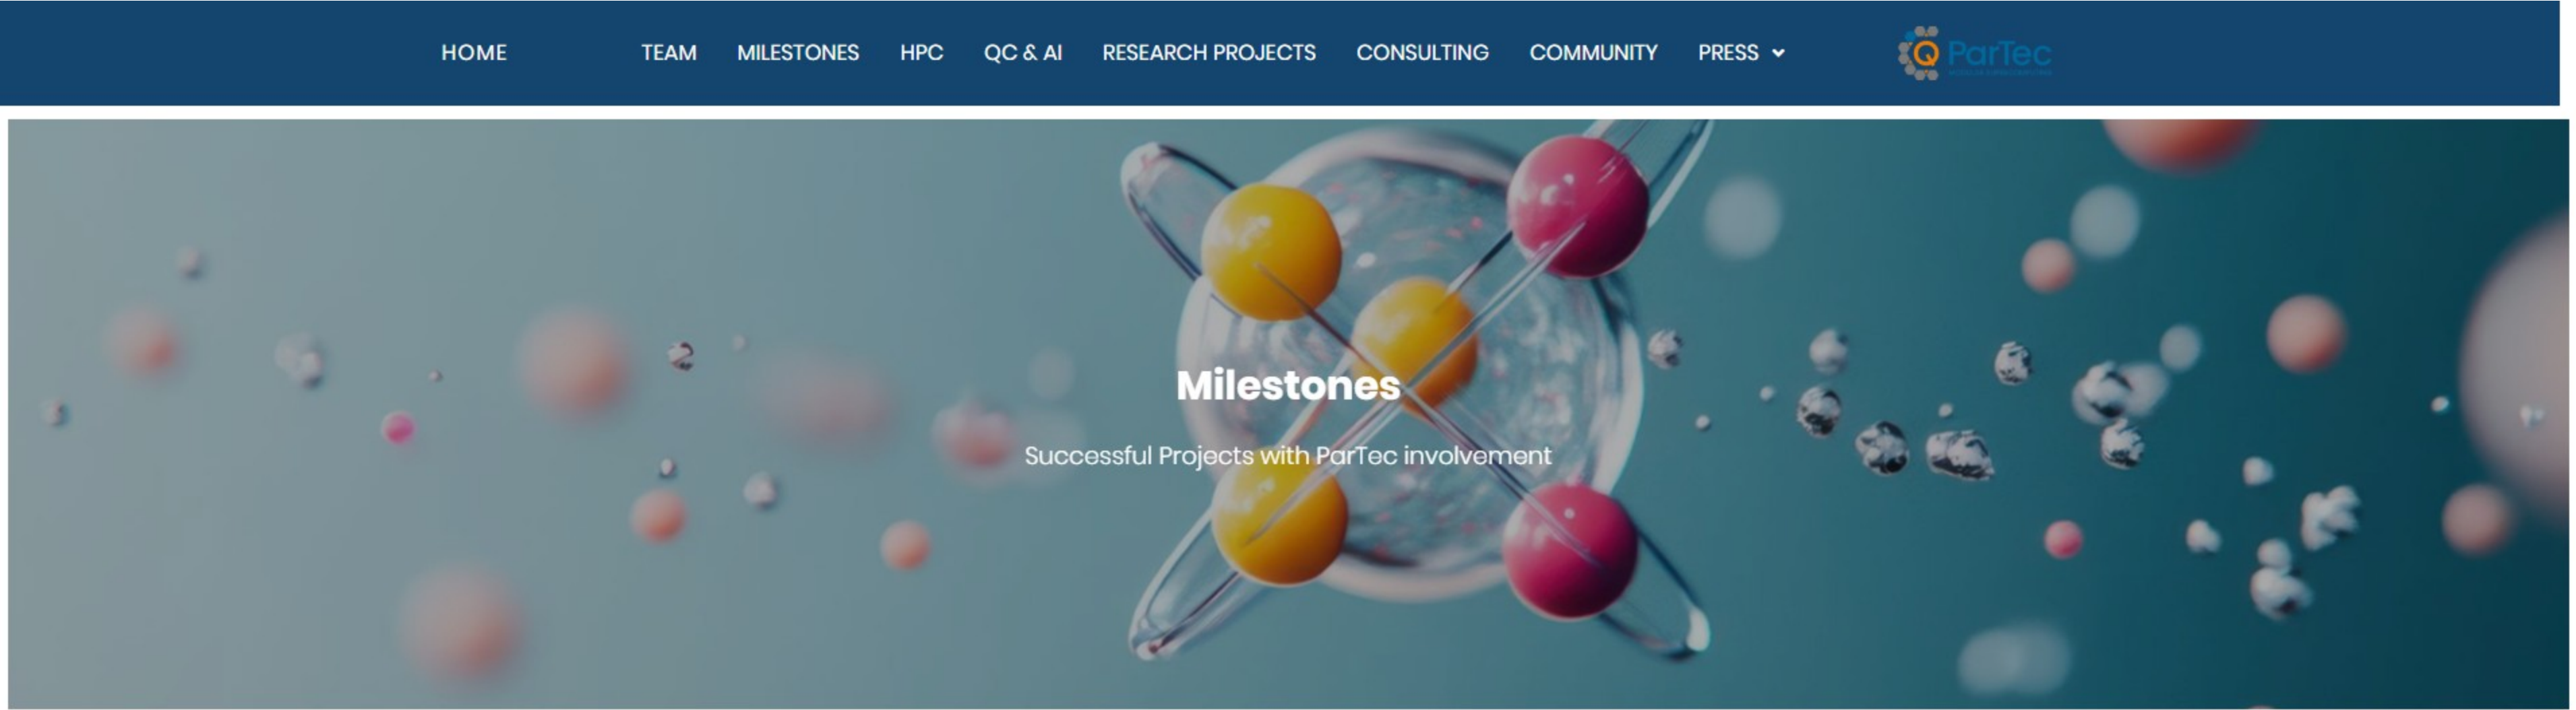 HOME TEAM MILESTONES HPC QC & AI RESEARCH PROJECTS CONSULTING COMMUNITY PRESS Q ParTec
Milestones
Successful Projects with ParTec involvement